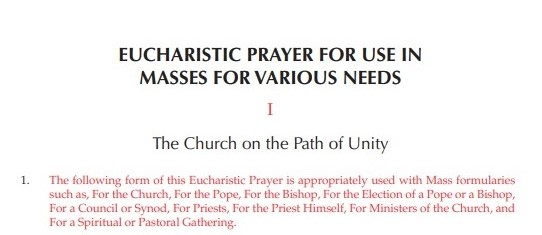 EUCHARISTIC PRAYER FOR USE IN
MASSES FOR VARIOUS NEEDS
I
The Church on the Path of Unity
1. The following form of this Eucharistic Prayer is appropriately used with Mass formularies
such as, For the Church, For the Pope, For the Bishop, For the Election of a Pope or a Bishop,
For a Council or Synod, For Priests, For the Priest Himself, For Ministers of the Church, and
For a Spiritual or Pastoral Gathering.